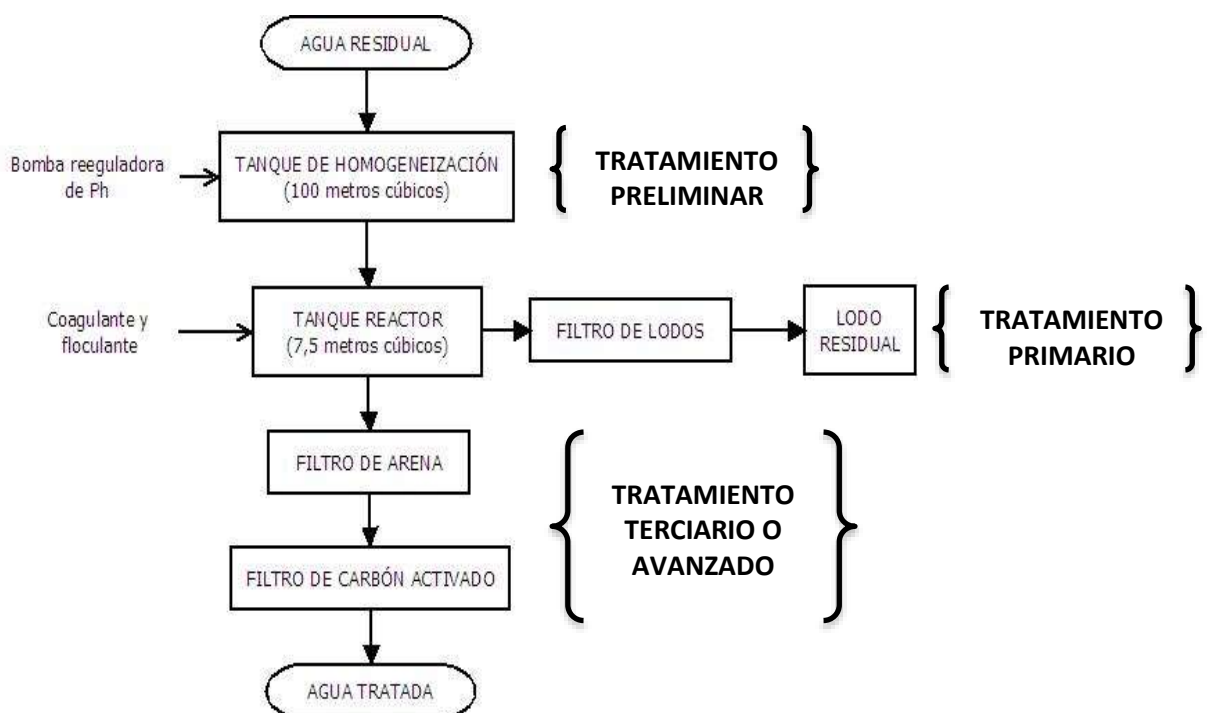 AGUA RESIDUAL
Bomba reeguladora
de Ph
TANQUE DE HOMOGENEIZACIÓN
(100 metros cúbicos)
TRATAMIENTO
PRELIMINAR
Coagulante y
floculante
TANQUE REACTOR
(7,5 metros cúbicos)
FILTRO DE LODOS
LODO
RESIDUAL
TRATAMIENTO
PRIMARIO
FILTRO DE ARENA
FILTRO DE CARBÓN ACTIVADO
TRATAMIENTO
TERCIARIO O
AVANZADO
AGUA TRATADA